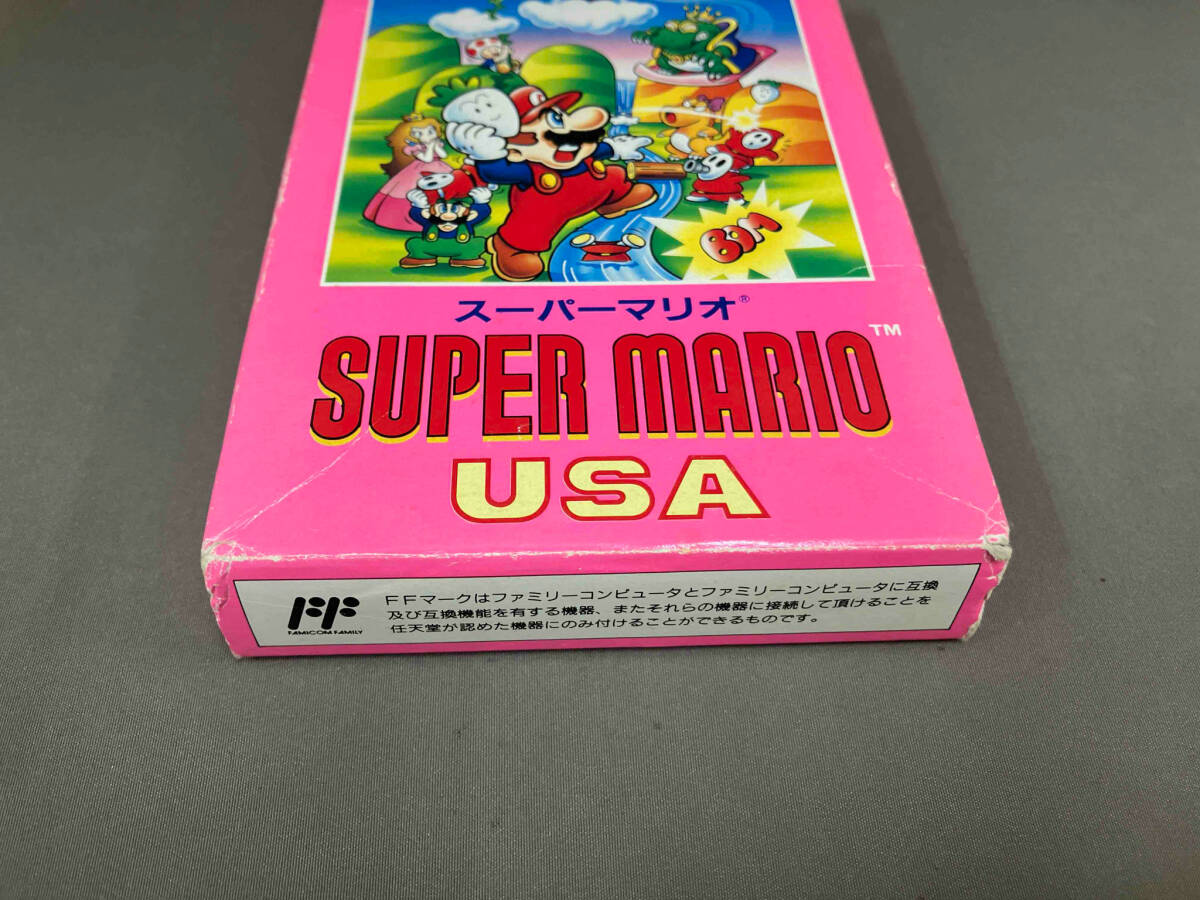 BOM
スーパーマリオ®
SUPER MARIO™
USA
FF
FAMICOM FAMILY
FFマークはファミリーコンピュータとファミリーコンピュータに互換
及び互換機能を有する機器、またそれらの機器に接続して頂けることを
任天堂が認めた機器にのみ付けることができるものです。